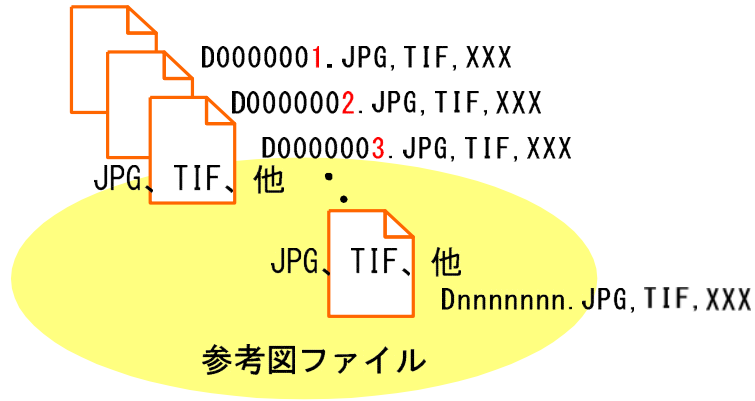 D0000001.JPG,TIF,XXX
D0000002.JPG,TIF,XXX
D0000003.JPG,TIF,XXX
JPG、TIF、他
JPG、TIF、他
Dnnnnnnn.JPG,TIF,XXX
参考図ファイル